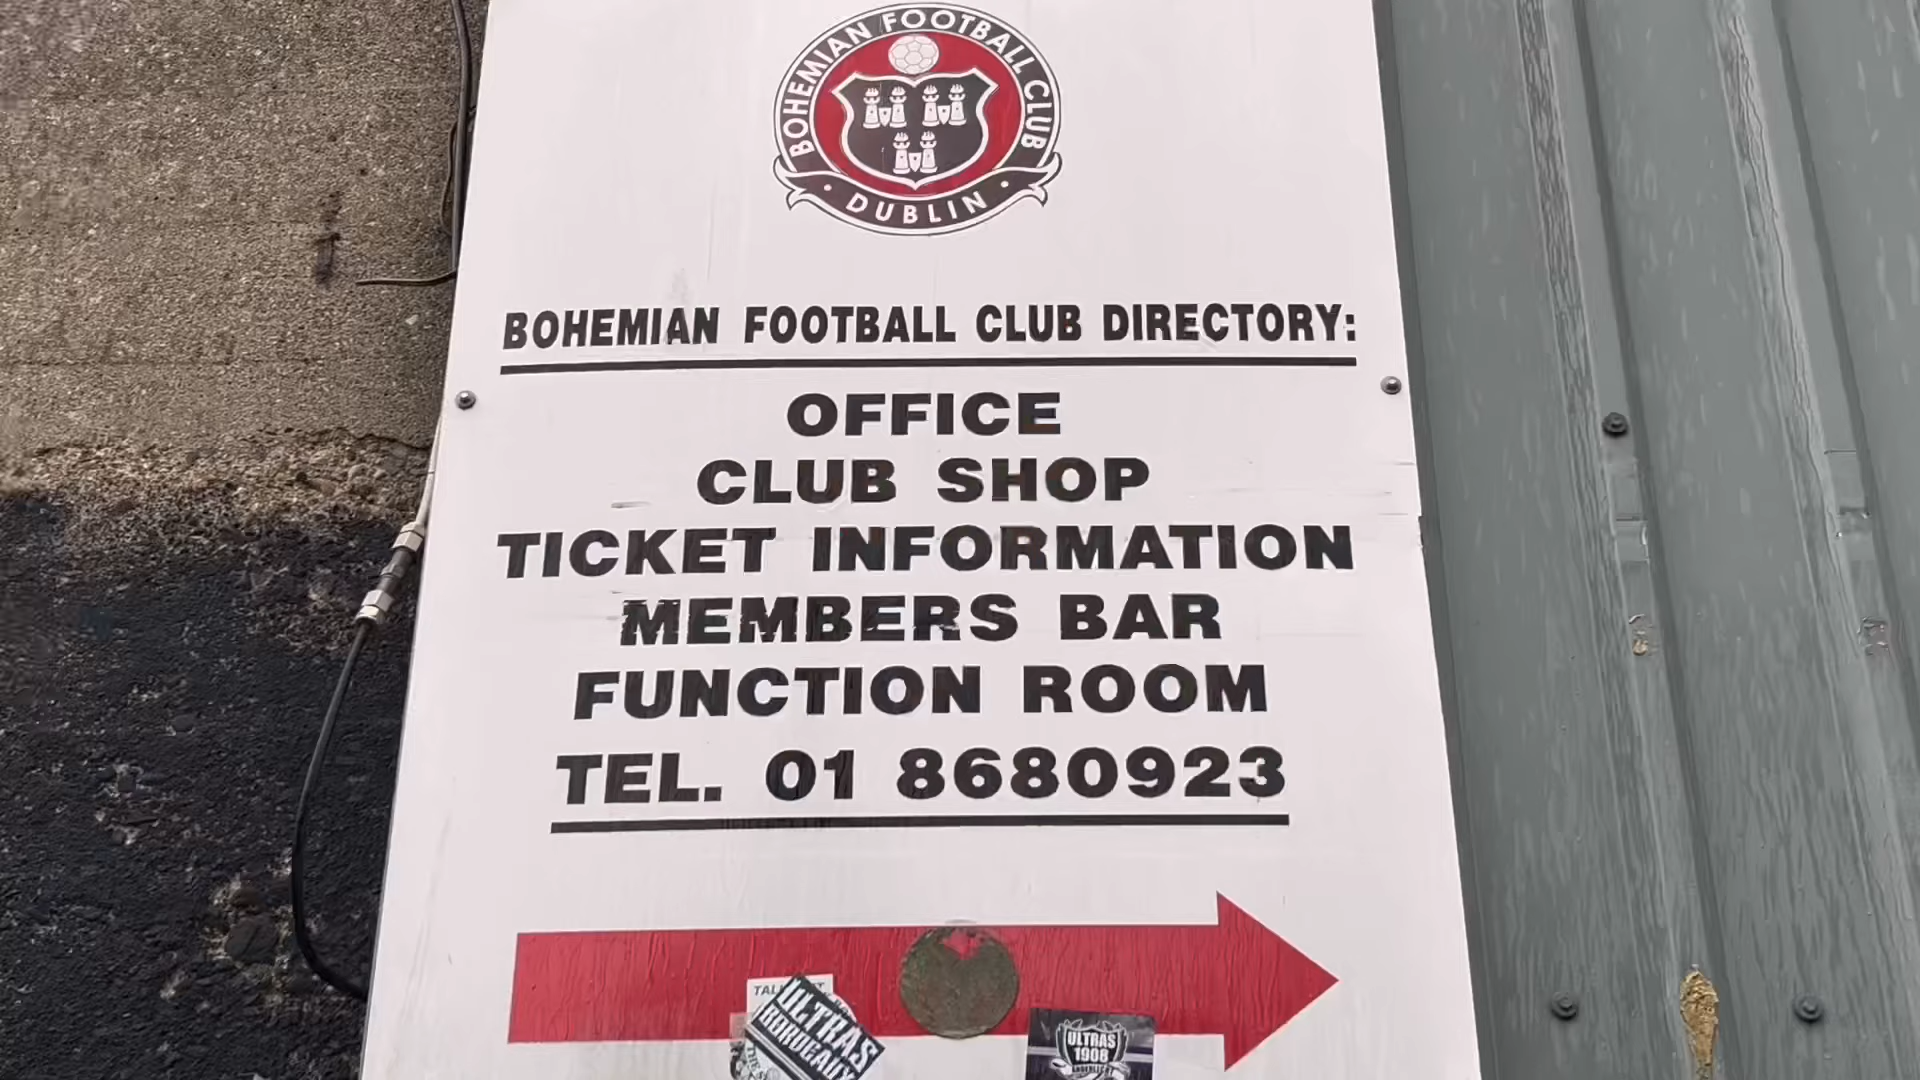 BOHEMIAN FOOTBALL CLUB
DUBLIN
BOHEMIAN FOOTBALL CLUB DIRECTORY:
OFFICE
CLUB SHOP
TICKET INFORMATION
MEMBERS BAR
FUNCTION ROOM
TEL. 01 8680923
ULTRAS
BORDEAUX
ULTRAS
1908